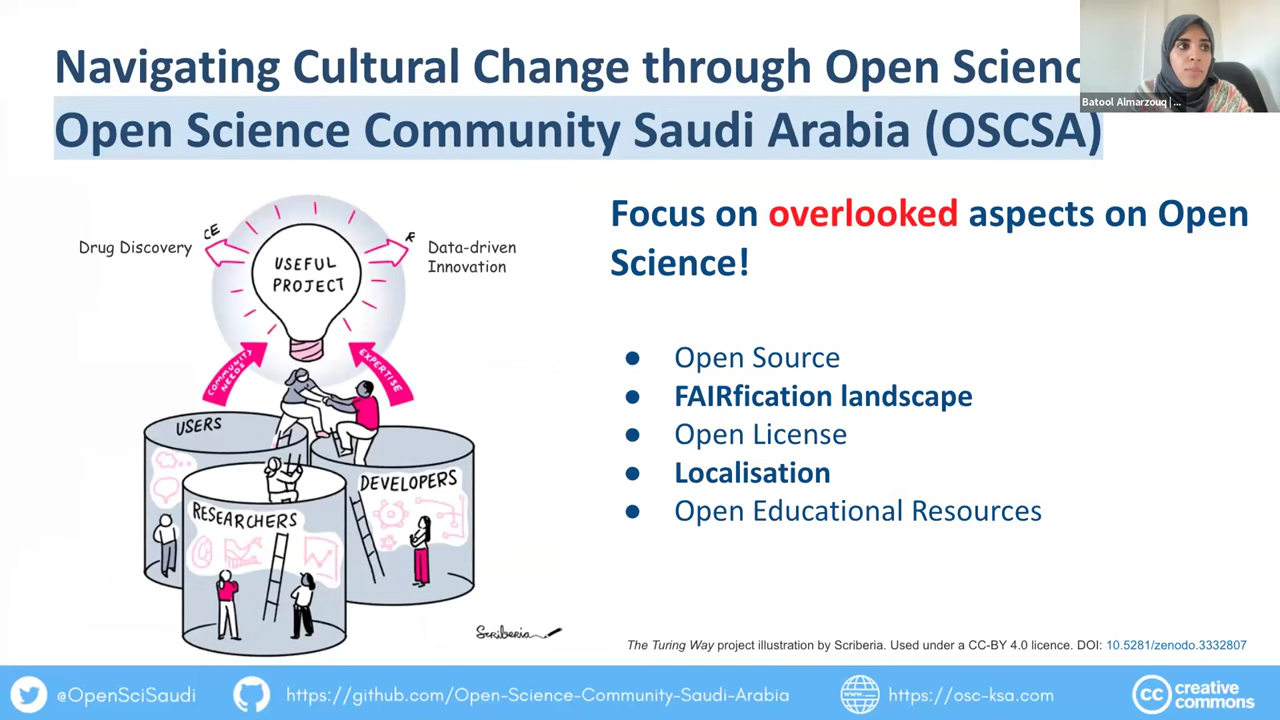 Navigating Cultural Change through Open Scienc
Open Science Community Saudi Arabia (OSCSA)
Batool Almarzouq | ...
Focus on overlooked aspects on Open
Science!
Drug Discovery
CE
R
Data-driven
Innovation
USEFUL
PROJECT
COMMUNITY
NEEDS
EXPERTISE
USERS
DEVELOPERS
RESEARCHERS
● Open Source
● FAIRfication landscape
● Open License
● Localisation
● Open Educational Resources
Scriberia
The Turing Way project illustration by Scriberia. Used under a CC-BY 4.0 licence. DOI: 10.5281/zenodo.3332807
@OpenSciSaudi
https://github.com/Open-Science-Community-Saudi-Arabia
https://osc-ksa.com
cc creative
commons